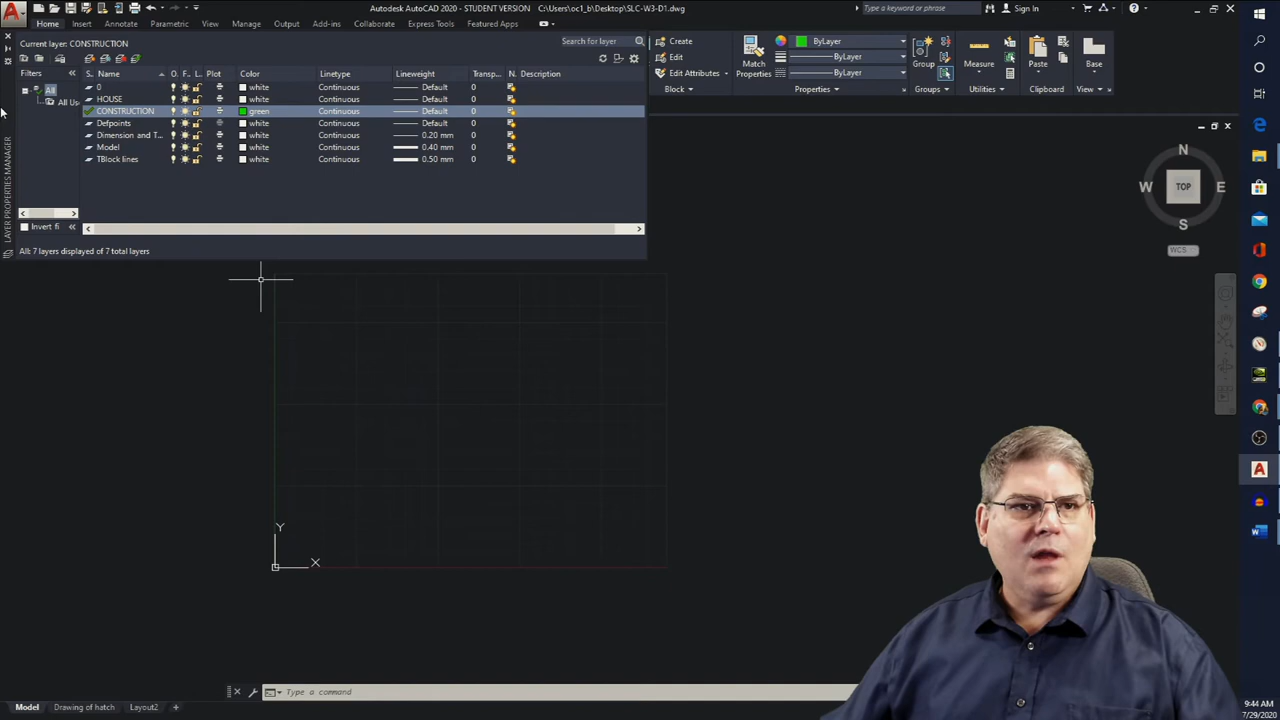 Autodesk AutoCAD 2020 - STUDENT VERSION C:\Users\oc1_b\Desktop\SLC-W3-D1.dwg
Type a keyword or phrase
Sign In
Home Insert Annotate Parametric View Manage Output Add-ins Collaborate Express Tools Featured Apps
Current layer: CONSTRUCTION
Search for layer
Filters
All
All Us
Invert fi
S.. Name O. F.. L.. Plot Color Linetype Lineweight Transp... N. Description
0 white Continuous Default 0
HOUSE white Continuous Default 0
CONSTRUCTION green Continuous Default 0
Defpoints white Continuous Default 0
Dimension and T... white Continuous 0.20 mm 0
Model white Continuous 0.40 mm 0
TBlock lines white Continuous 0.50 mm 0
All: 7 layers displayed of 7 total layers
LAYER PROPERTIES MANAGER
Create
Edit
Edit Attributes
Block
Match
Properties
ByLayer
ByLayer
ByLayer
Properties
Group
Groups
Measure
Utilities
Paste
Clipboard
Base
View
N
W TOP E
S
WCS
Y
X
Type a command
Model Drawing of hatch Layout2 +
9:44 AM
7/29/2020